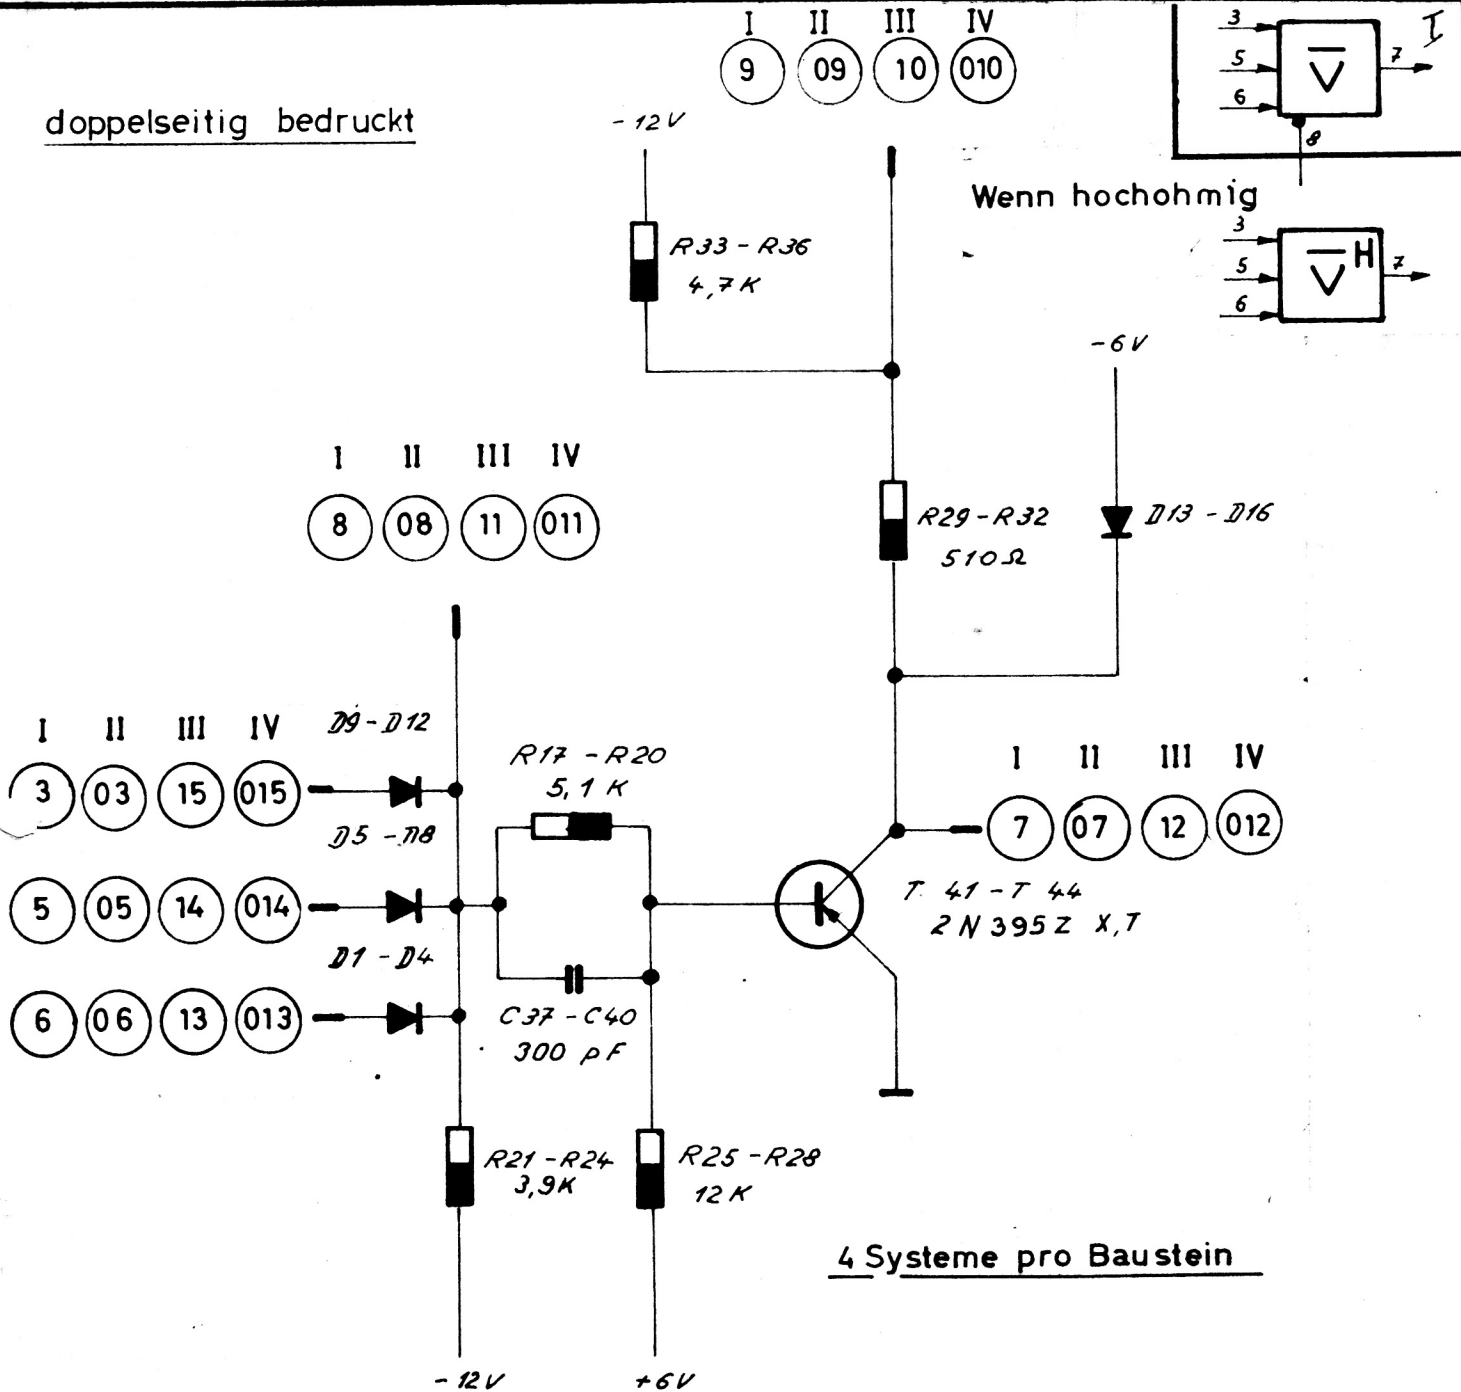 I II III IV
9 09 10 010
3 I
5 V 7
6
8
doppelseitig bedruckt
-12V
Wenn hochohmig
3
5 V H 7
6
R33-R36
4,7K
-6V
I II III IV
8 08 11 011
R29-R32
510Ω
D13-D16
I II III IV
3 03 15 015
D9-D12
R17-R20
5,1K
I II III IV
7 07 12 012
D5-D8
5 05 14 014
T 41-T 44
2N395Z X,T
D1-D4
6 06 13 013
C37-C40
300 pF
R21-R24
3,9K
R25-R28
12K
4 Systeme pro Baustein
-12V
+6V